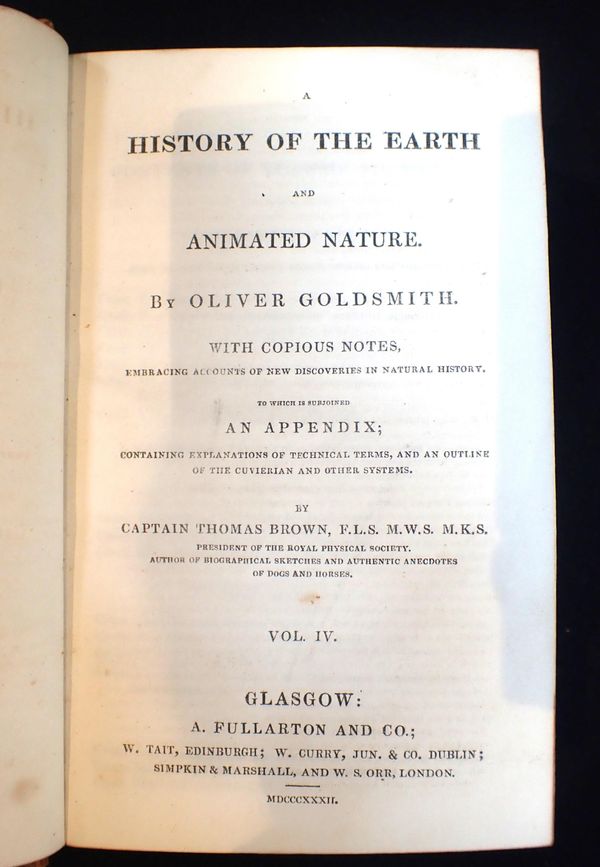 A
HISTORY OF THE EARTH
AND
ANIMATED NATURE.
BY OLIVER GOLDSMITH.
WITH COPIOUS NOTES,
EMBRACING ACCOUNTS OF NEW DISCOVERIES IN NATURAL HISTORY.
TO WHICH IS SUBJOINED
AN APPENDIX;
CONTAINING EXPLANATIONS OF TECHNICAL TERMS, AND AN OUTLINE
OF THE CUVIERIAN AND OTHER SYSTEMS.
BY
CAPTAIN THOMAS BROWN, F.L.S. M.W.S. M.K.S.
PRESIDENT OF THE ROYAL PHYSICAL SOCIETY.
AUTHOR OF BIOGRAPHICAL SKETCHES AND AUTHENTIC ANECDOTES
OF DOGS AND HORSES.
VOL. IV.
GLASGOW:
A. FULLARTON AND CO.;
W. TAIT, EDINBURGH; W. CURRY, JUN. & CO. DUBLIN;
SIMPKIN & MARSHALL, AND W. S. ORR, LONDON.
MDCCCXXXII.